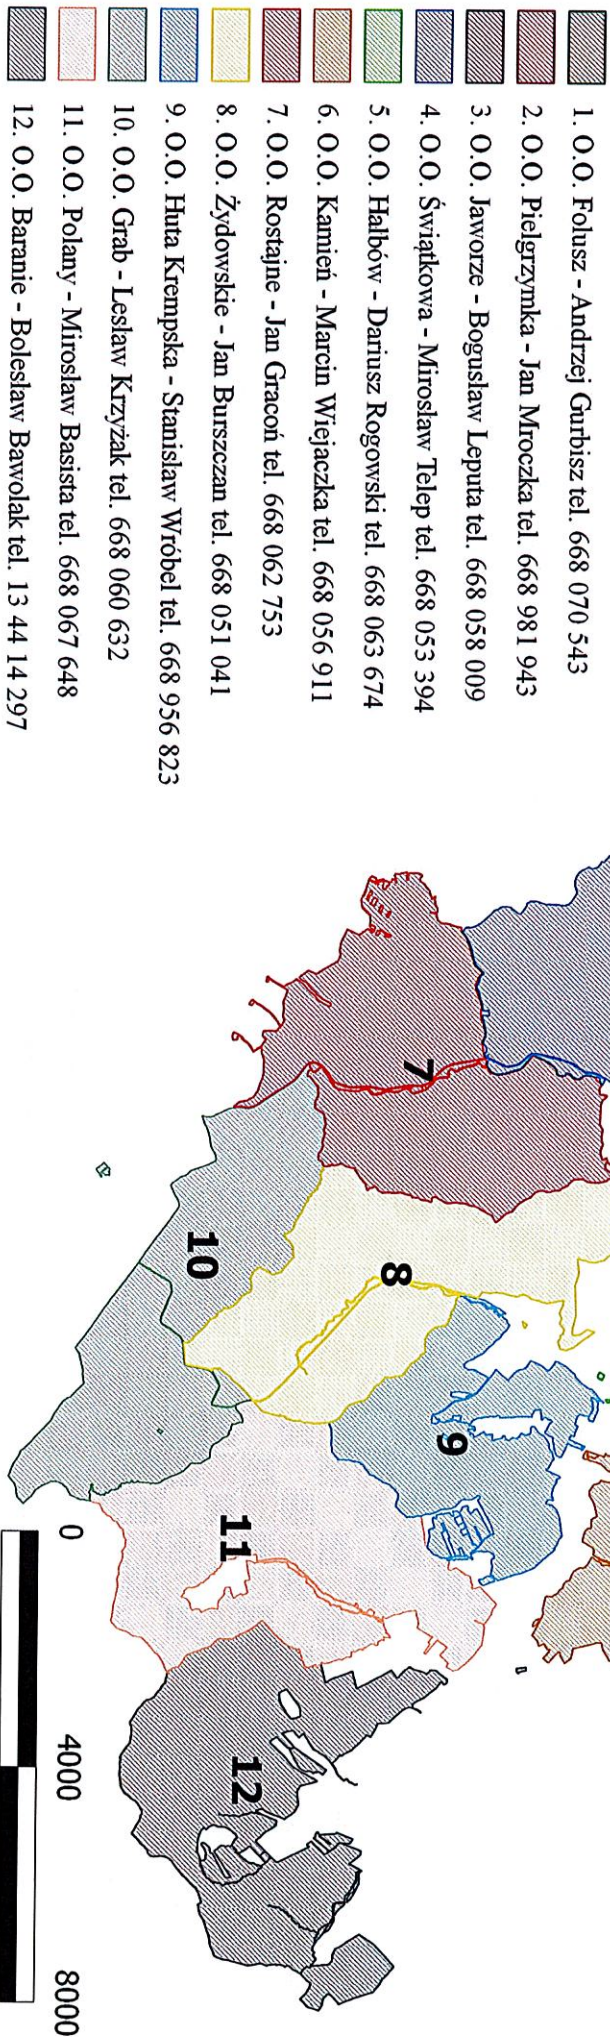 1. O.O. Folusz - Andrzej Gurbisz tel. 668 070 543
2. O.O. Pielgrzymka - Jan Mroczka tel. 668 981 943
3. O.O. Jaworze - Bogusław Leputa tel. 668 058 009
4. O.O. Świątkowa - Mirosław Telep tel. 668 053 394
5. O.O. Hałbów - Dariusz Rogowski tel. 668 063 674
6. O.O. Kamień - Marcin Wiejaczka tel. 668 056 911
7. O.O. Rostajne - Jan Gracoń tel. 668 062 753
8. O.O. Żydowskie - Jan Burszczan tel. 668 051 041
9. O.O. Huta Krempska - Stanisław Wróbel tel. 668 956 823
10. O.O. Grab - Lesław Krzyżak tel. 668 060 632
11. O.O. Polany - Mirosław Basista tel. 668 067 648
12. O.O. Baranie - Bolesław Bawolak tel. 13 44 14 297
7
8
9
10
11
12
0 4000 8000